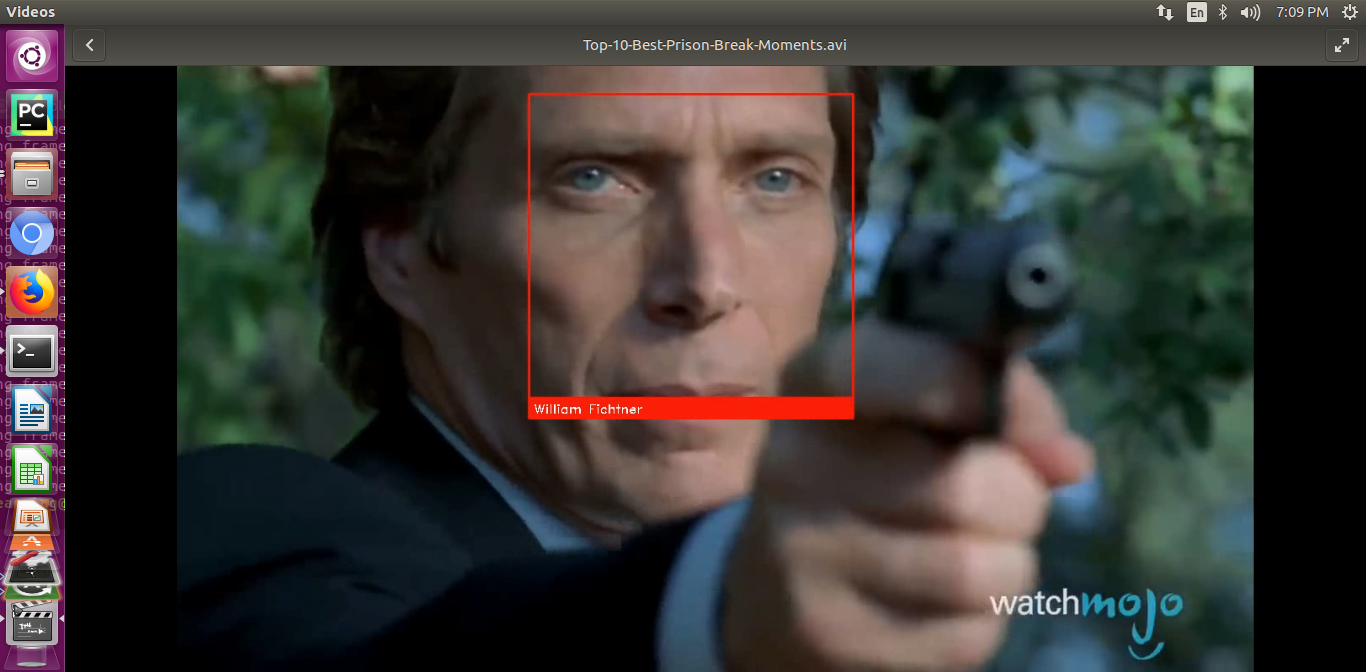 Videos
En
7:09 PM
Top-10-Best-Prison-Break-Moments.avi
PC
William Fichtner
watchmojo